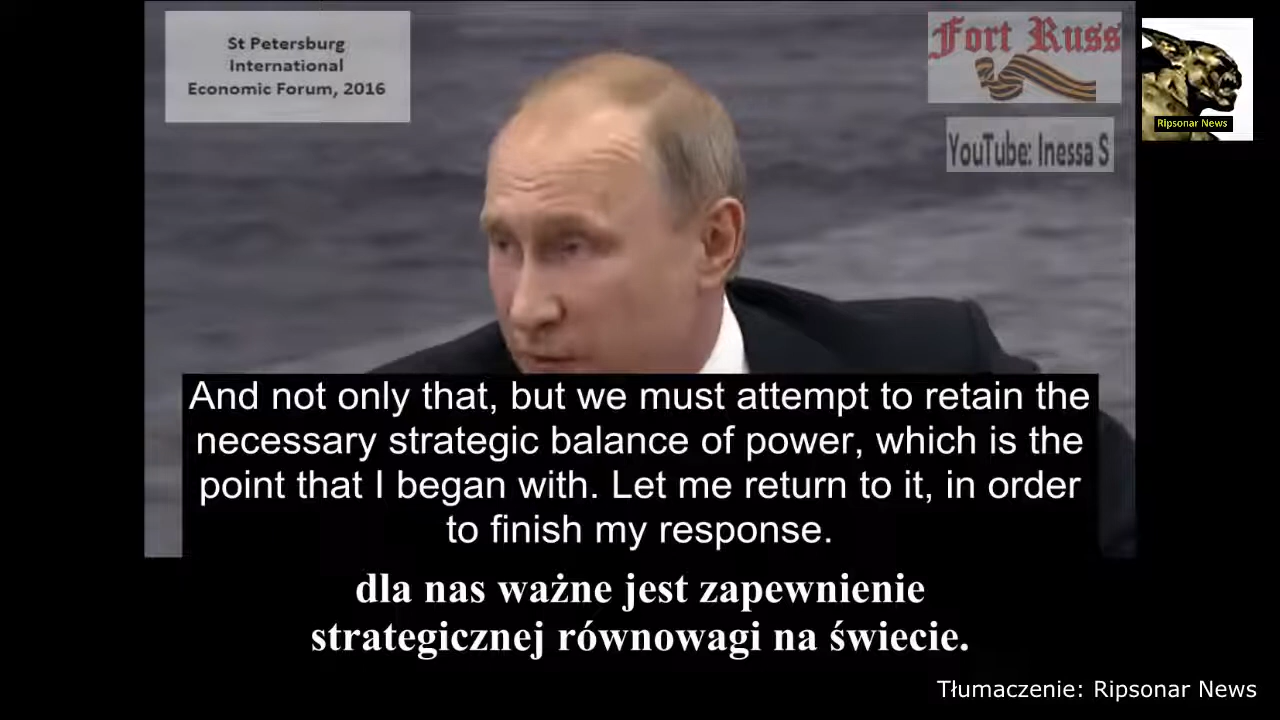 St Petersburg
International
Economic Forum, 2016
Fort Russ
YouTube: Inessa S
Ripsonar News
And not only that, but we must attempt to retain the
necessary strategic balance of power, which is the
point that I began with. Let me return to it, in order
to finish my response.
dla nas ważne jest zapewnienie
strategicznej równowagi na świecie.
Tłumaczenie: Ripsonar News